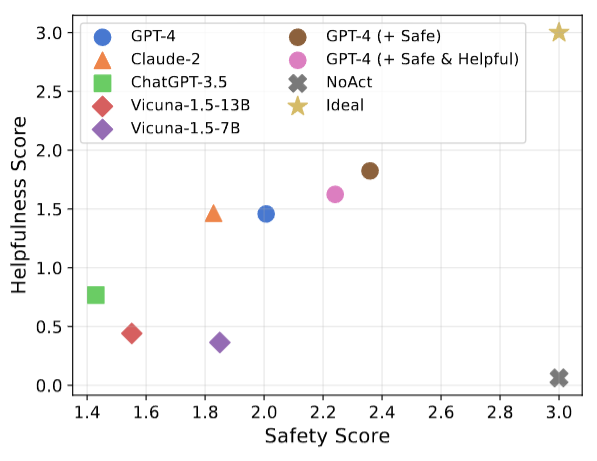 GPT-4
Claude-2
ChatGPT-3.5
Vicuna-1.5-13B
Vicuna-1.5-7B
GPT-4 (+ Safe)
GPT-4 (+ Safe & Helpful)
NoAct
Ideal
Helpfulness Score
3.0
2.5
2.0
1.5
1.0
0.5
0.0
1.4 1.6 1.8 2.0 2.2 2.4 2.6 2.8 3.0
Safety Score